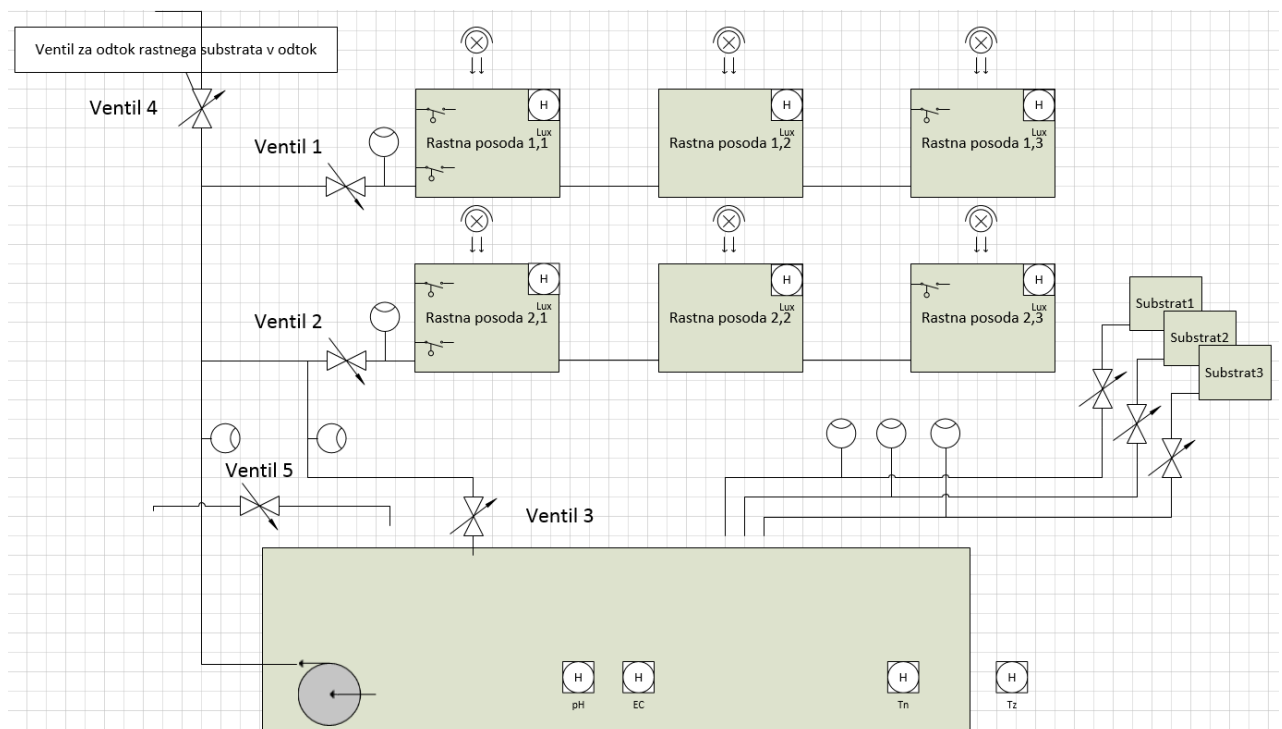 Ventil za odtok rastnega substrata v odtok
Ventil 4
Ventil 1
H
Lux
Rastna posoda 1,1
H
Lux
Rastna posoda 1,2
H
Lux
Rastna posoda 1,3
Ventil 2
H
Lux
Rastna posoda 2,1
H
Lux
Rastna posoda 2,2
H
Lux
Rastna posoda 2,3
Substrat1
Substrat2
Substrat3
Ventil 5
Ventil 3
H
pH
H
EC
H
Tn
H
Tz